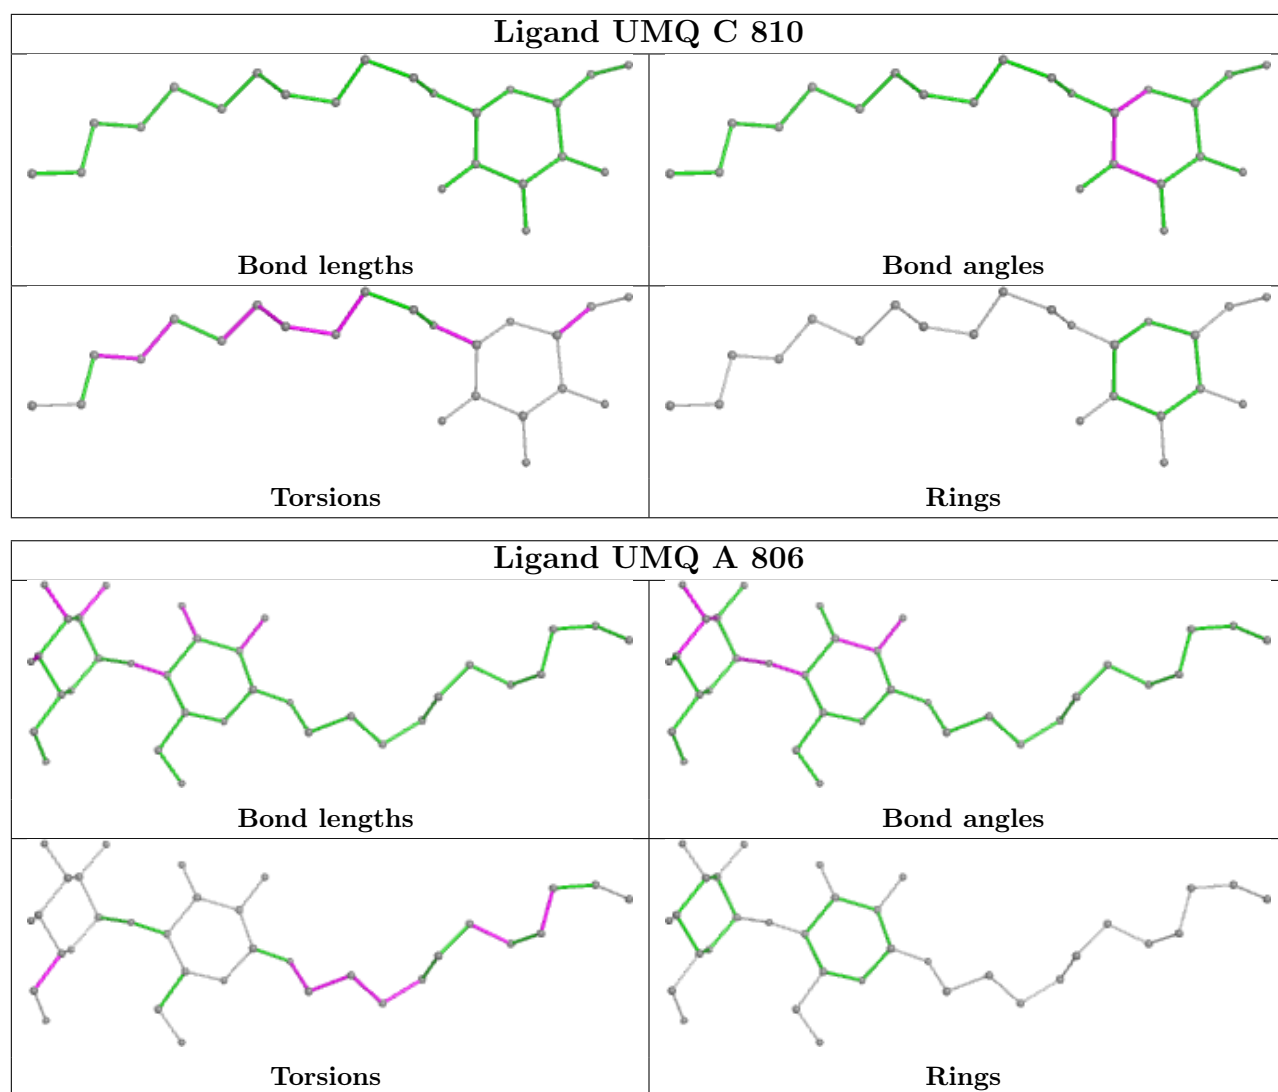 Ligand UMQ C 810
Bond lengths
Bond angles
Torsions
Rings
Ligand UMQ A 806
Bond lengths
Bond angles
Torsions
Rings